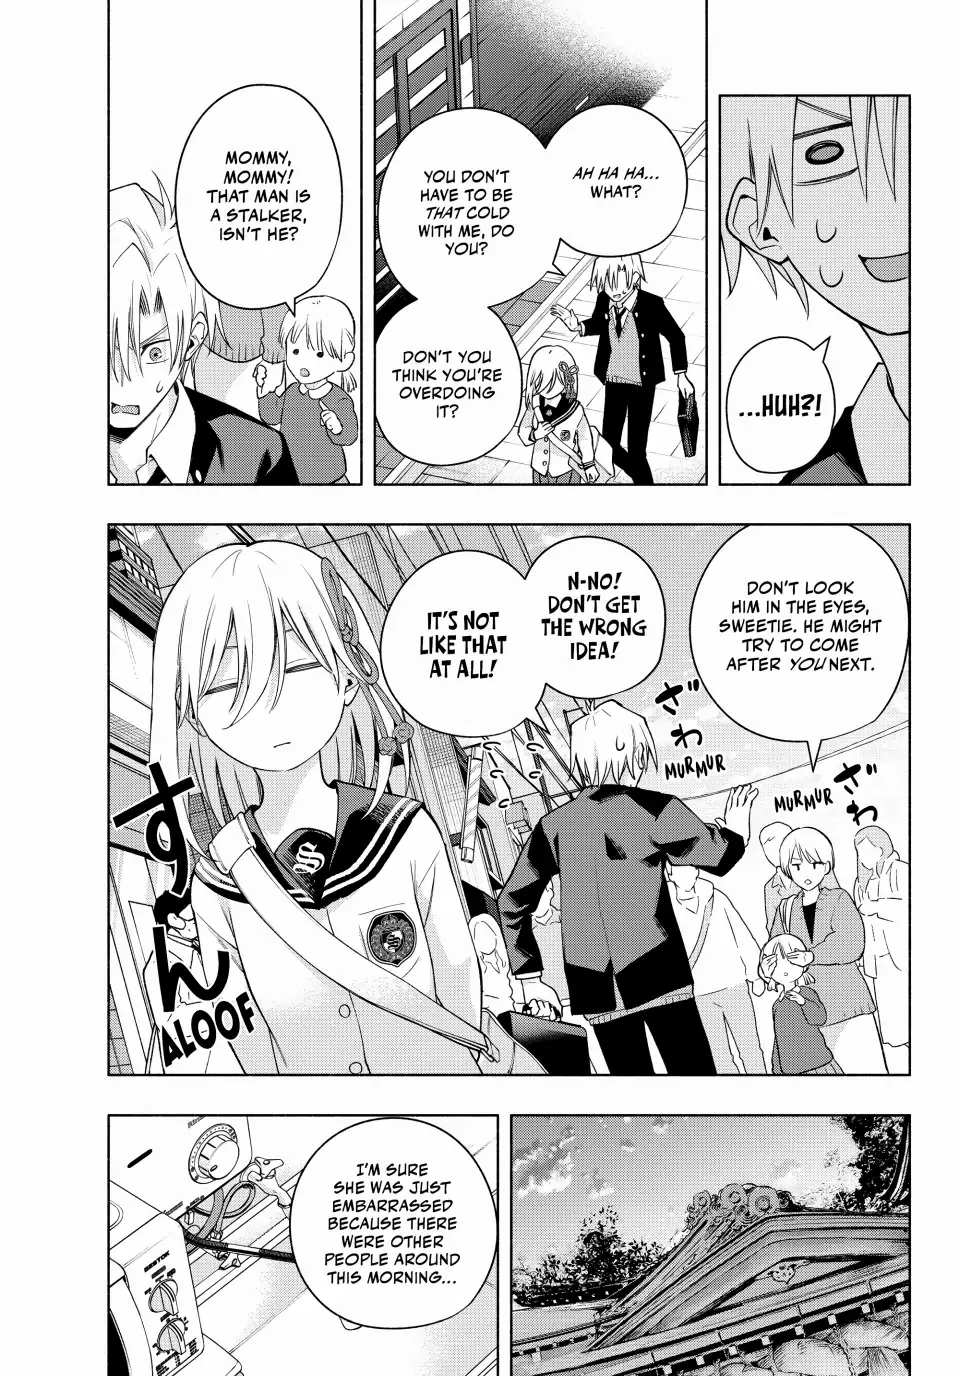 ...HUH?!
AH HA HA...
WHAT?
YOU DON'T
HAVE TO BE
THAT COLD
WITH ME, DO
YOU?
DON'T YOU
THINK YOU'RE
OVERDOING
IT?
MOMMY,
MOMMY!
THAT MAN IS
A STALKER,
ISN'T HE?
DON'T LOOK
HIM IN THE EYES,
SWEETIE. HE MIGHT
TRY TO COME
AFTER YOU NEXT.
ざわ
MURMUR
ざわ
MURMUR
N-NO!
DON'T GET
THE WRONG
IDEA!
IT'S NOT
LIKE THAT
AT ALL!
S
S
すん
ALOOF
I'M SURE
SHE WAS JUST
EMBARRASSED
BECAUSE THERE
WERE OTHER
PEOPLE AROUND
THIS MORNING...